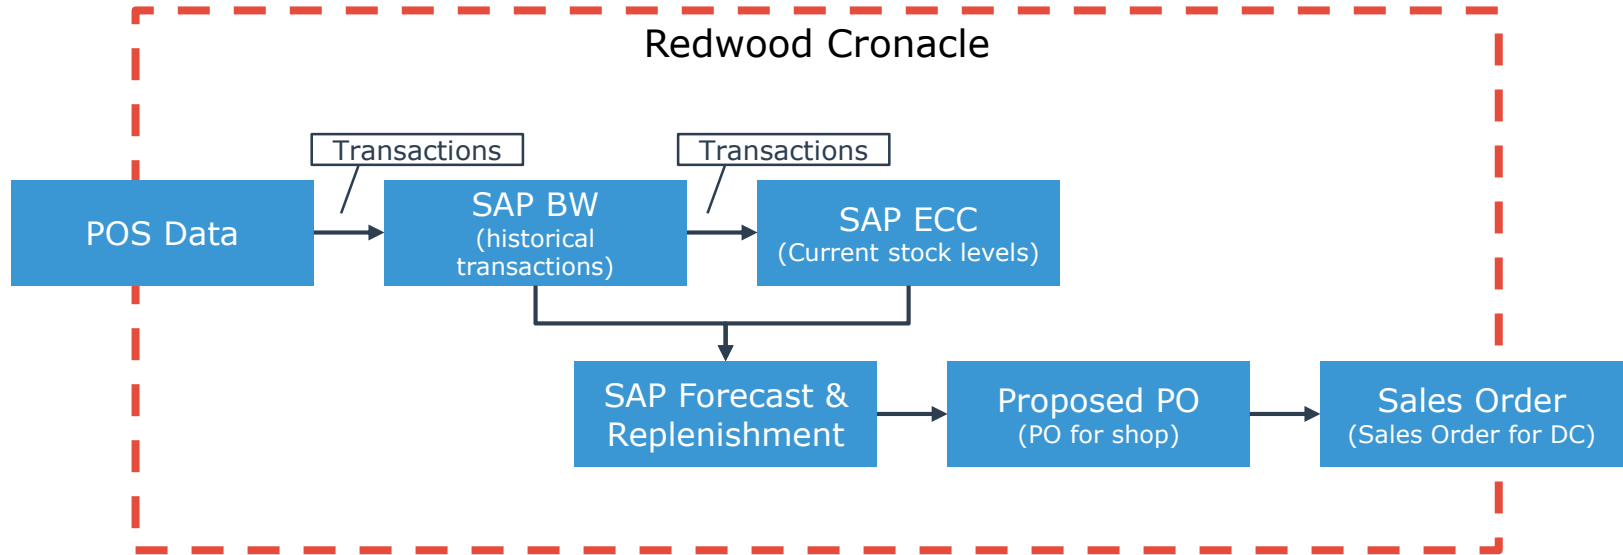 Redwood Cronacle
Transactions
Transactions
POS Data
SAP BW
(historical
transactions)
SAP ECC
(Current stock levels)
SAP Forecast &
Replenishment
Proposed PO
(PO for shop)
Sales Order
(Sales Order for DC)